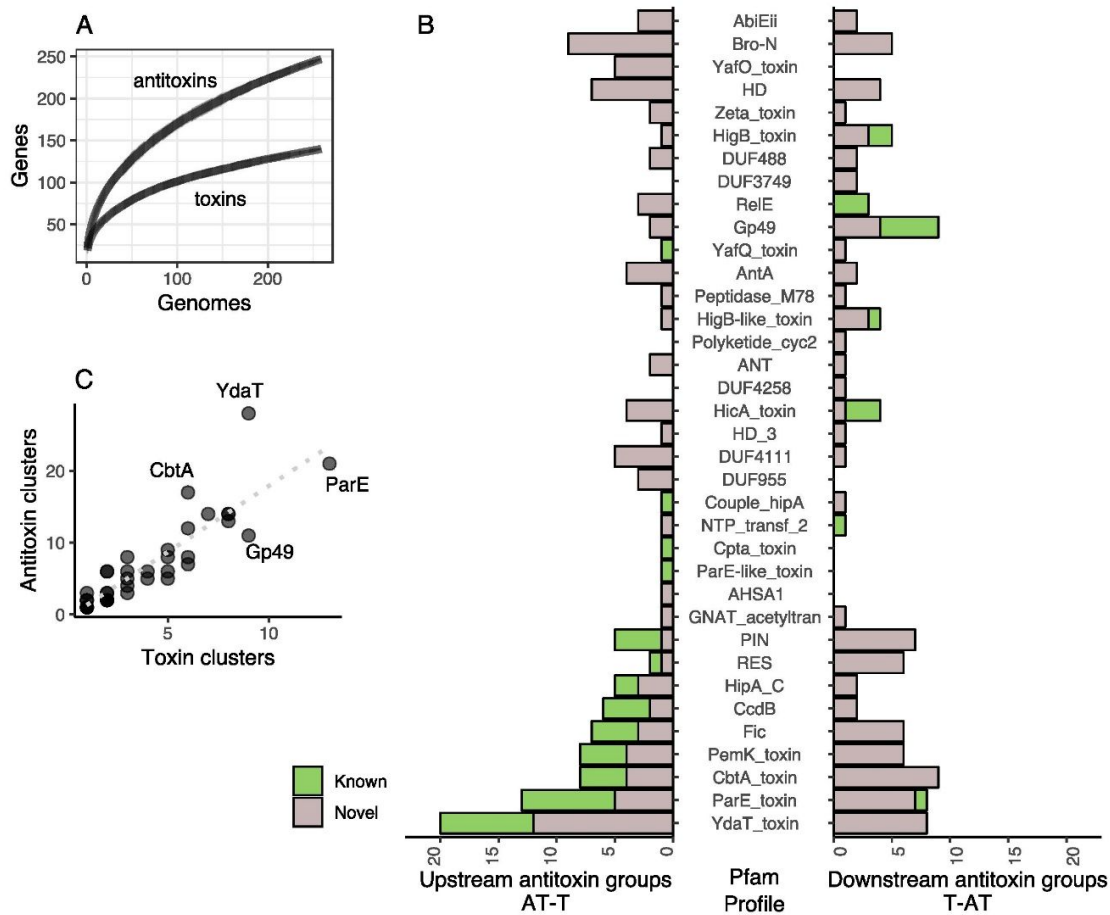 A
250
200
150
100
50
Genes
antitoxins
toxins
0
100
200
Genomes
B
AbiEii
Bro-N
YafO_toxin
HD
Zeta_toxin
HigB_toxin
DUF488
DUF3749
RelE
Gp49
YafQ_toxin
AntA
Peptidase_M78
HigB-like_toxin
Polyketide_cyc2
ANT
DUF4258
HicA_toxin
HD_3
DUF4111
DUF955
Couple_hipA
NTP_transf_2
Cpta_toxin
ParE-like_toxin
AHSA1
GNAT_acetyltran
PIN
RES
HipA_C
CcdB
Fic
PemK_toxin
CbtA_toxin
ParE_toxin
YdaT_toxin
20
15
10
5
0
Upstream antitoxin groups
AT-T
Pfam
Profile
0
5
10
15
20
Downstream antitoxin groups
T-AT
C
YdaT
CbtA
ParE
Gp49
20
10
0
Antitoxin clusters
5
10
Toxin clusters
Known
Novel